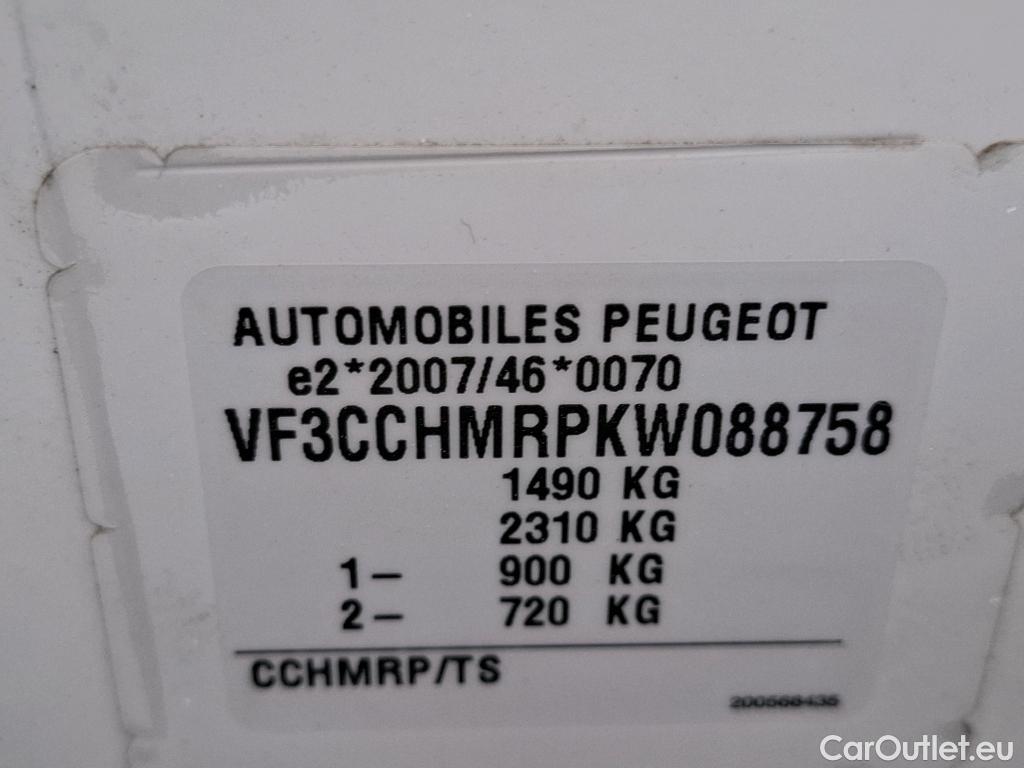 AUTOMOBILES PEUGEOT
e2*2007/46*0070
VF3CCHMRPKW088758
1490 KG
2310 KG
1- 900 KG
2- 720 KG
CCHMRP/TS
200568435
CarOutlet.eu